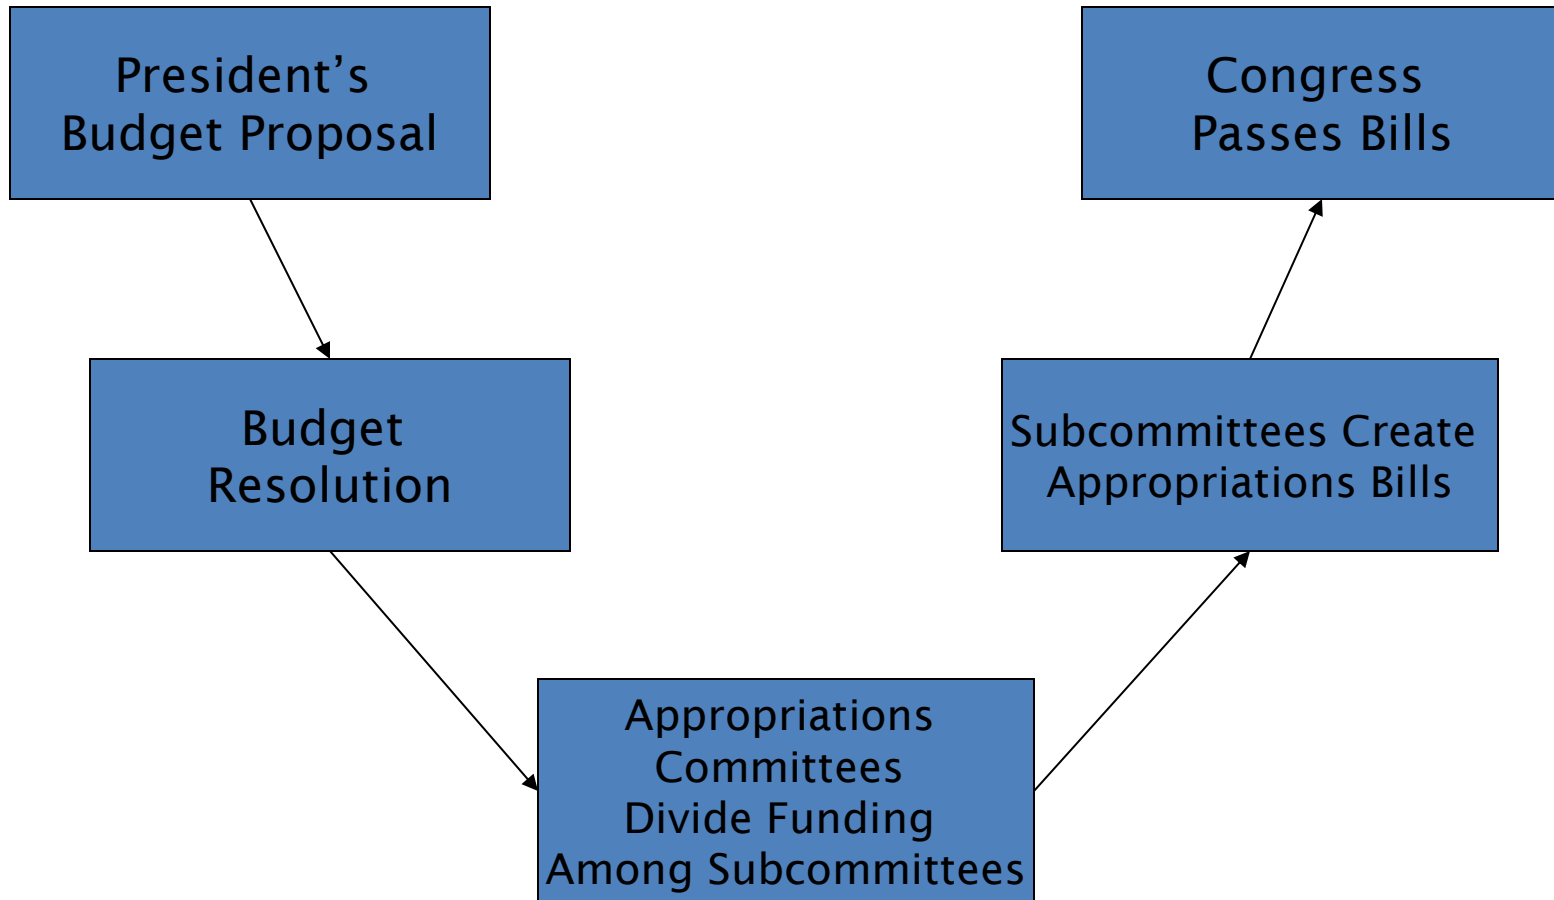 President’s
Budget Proposal
Budget
Resolution
Appropriations
Committees
Divide Funding
Among Subcommittees
Subcommittees Create
Appropriations Bills
Congress
Passes Bills